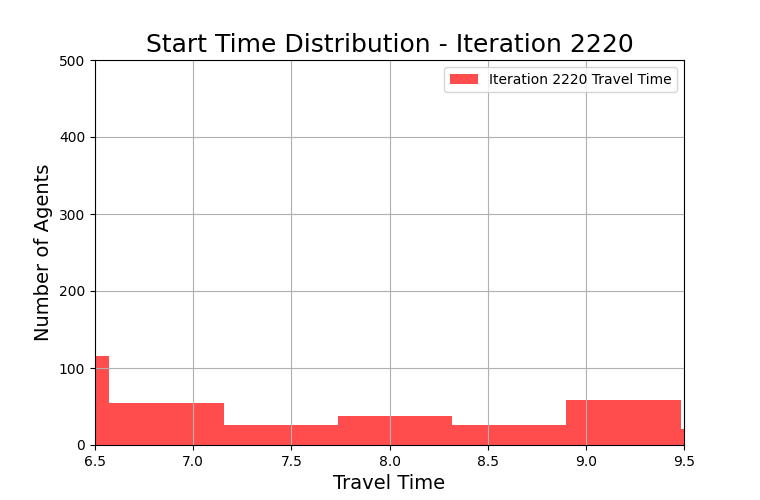 Start Time Distribution - Iteration 2220
Iteration 2220 Travel Time
Number of Agents
500
400
300
200
100
0
6.5 7.0 7.5 8.0 8.5 9.0 9.5
Travel Time